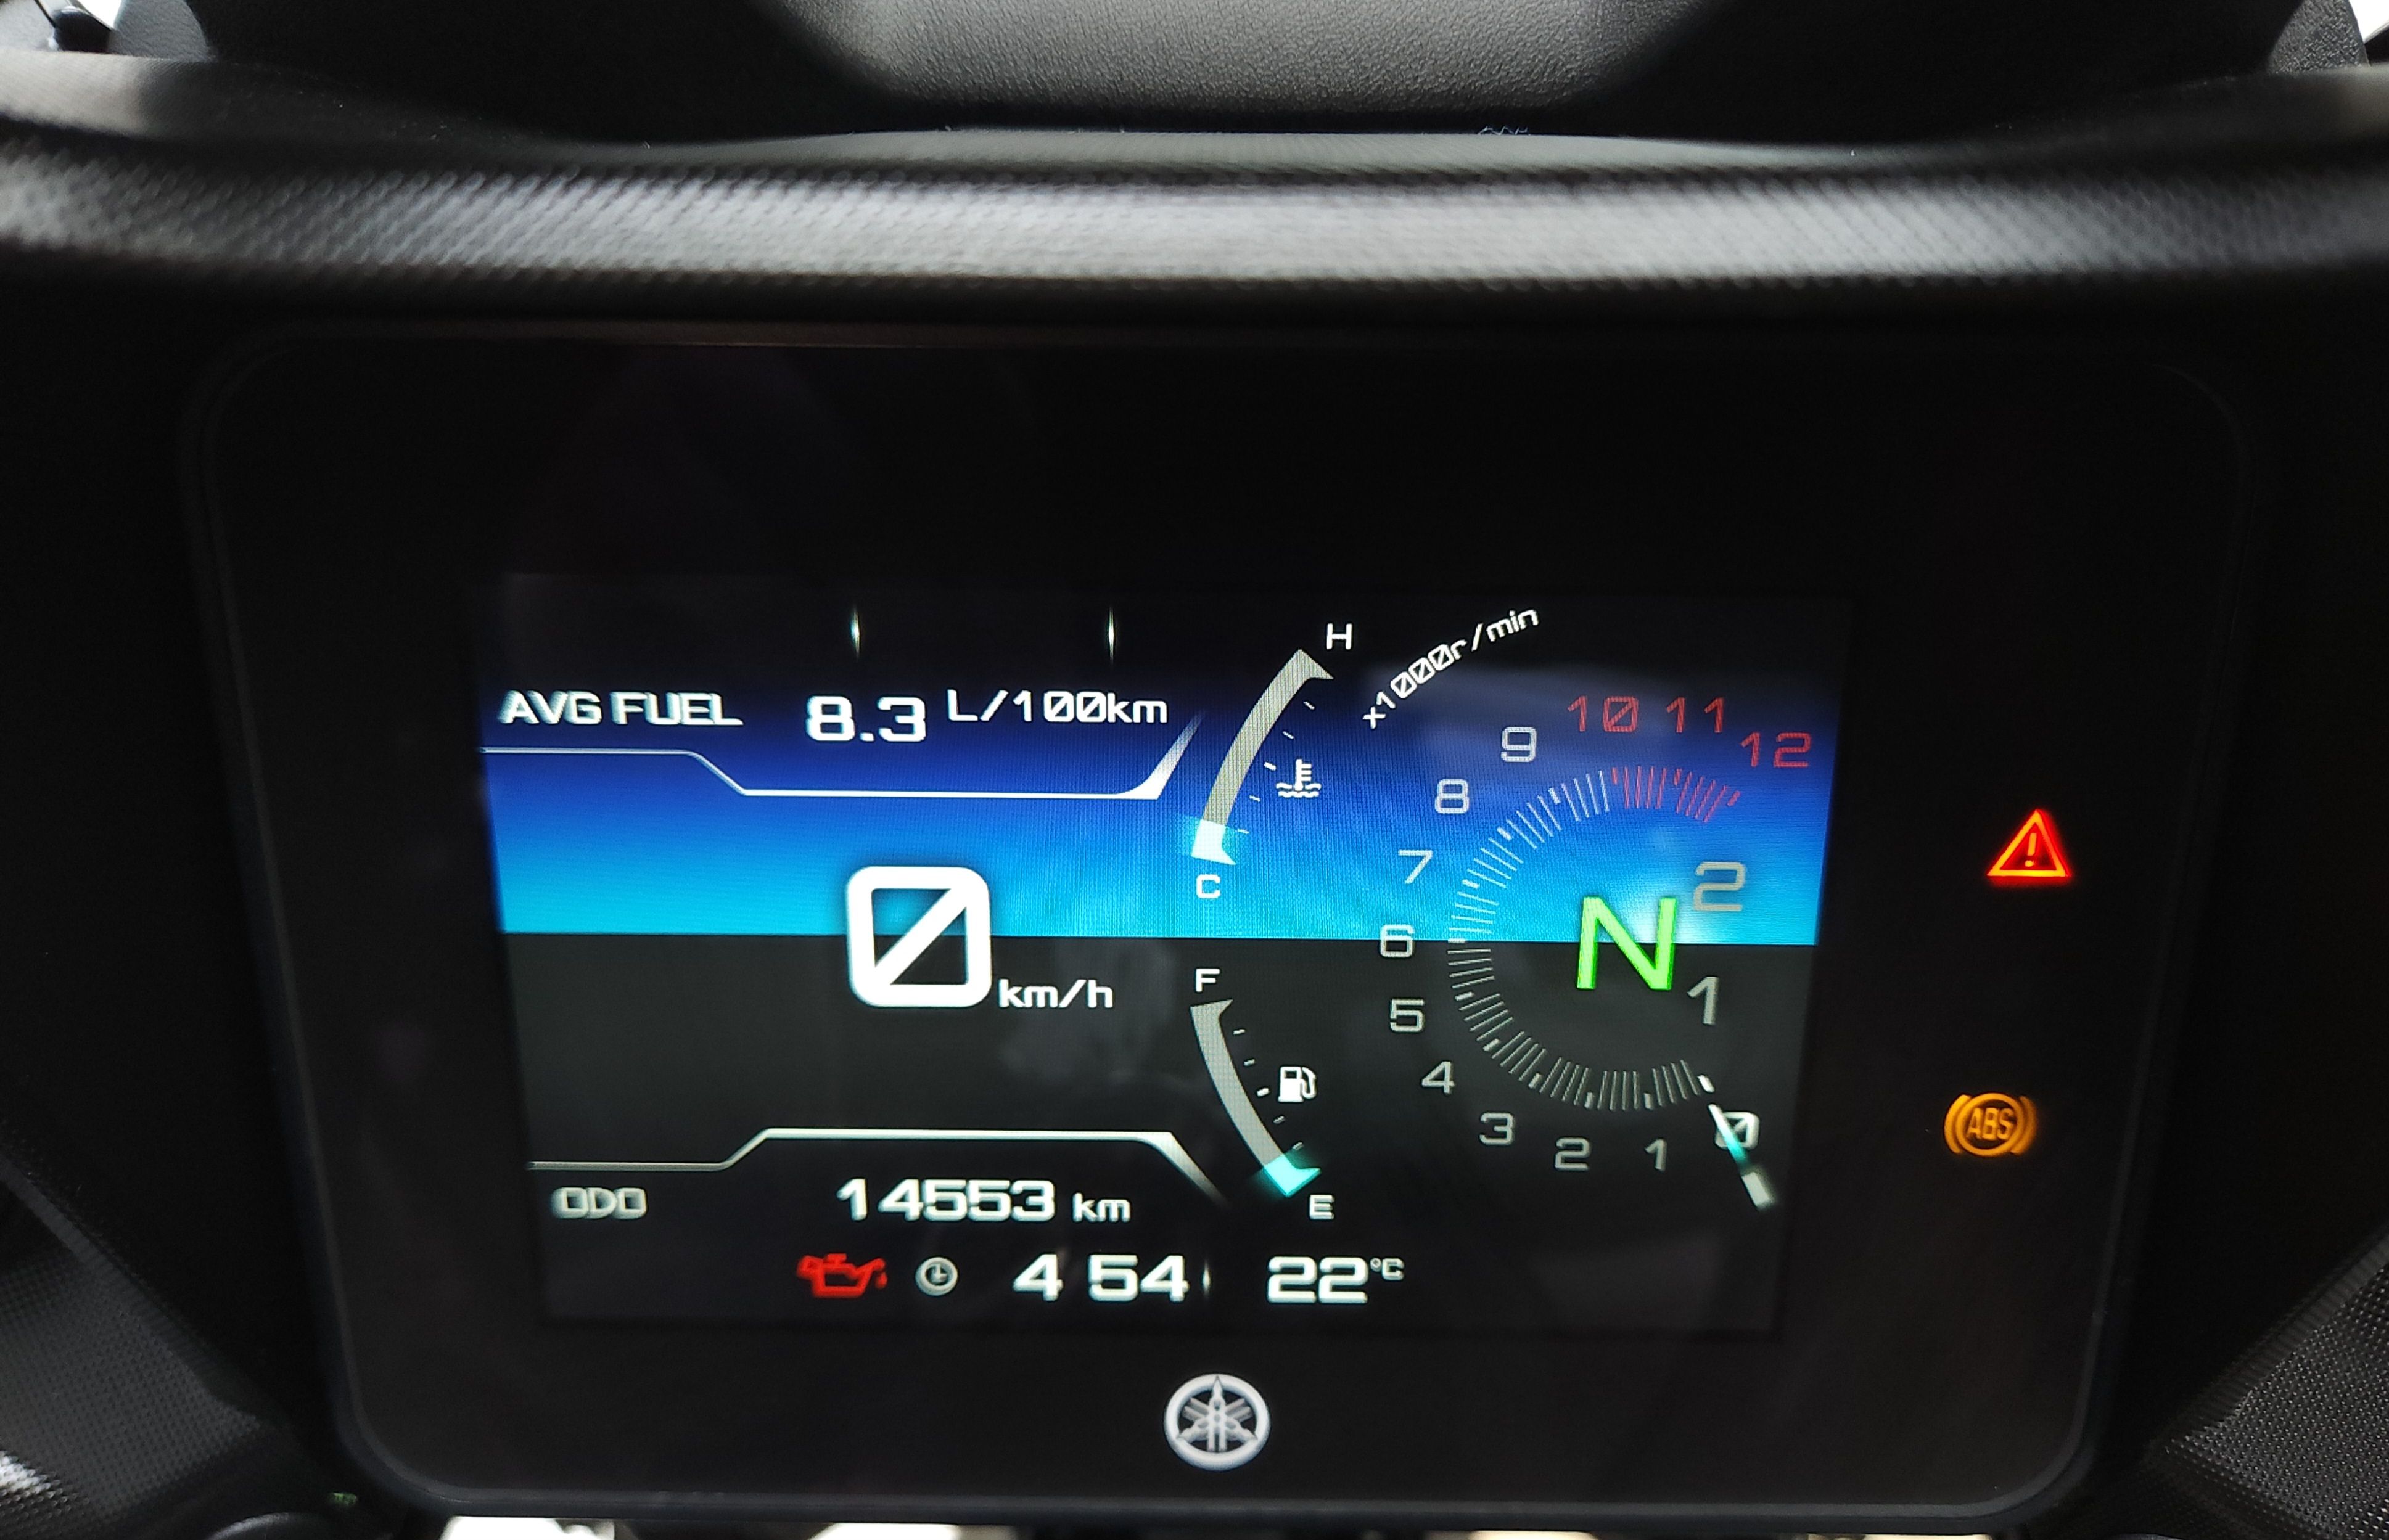 AVG FUEL 8.3 L/100km
H
C
x1000r/min
0 km/h
F
E
0 1 2 3 4 5 6 7 8 9 10 11 12
2
N
1
ODO 14553 km
4 54 22°C
ABS